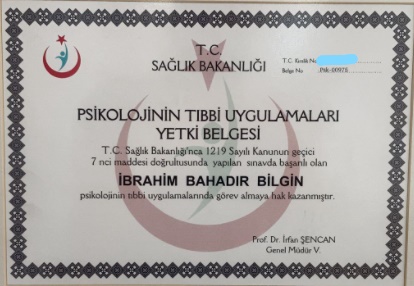 T.C.
SAĞLIK BAKANLIĞI
T.C. Kimlik No
Belge No Psk-00975
PSİKOLOJİNİN TIBBİ UYGULAMALARI
YETKİ BELGESİ
T.C. Sağlık Bakanlığı'nca 1219 Sayılı Kanunun geçici
7 nci maddesi doğrultusunda yapılan sınavda başarılı olan
İBRAHİM BAHADIR BİLGİN
psikolojinin tıbbi uygulamalarında görev almaya hak kazanmıştır.
Prof. Dr. İrfan ŞENCAN
Genel Müdür V.